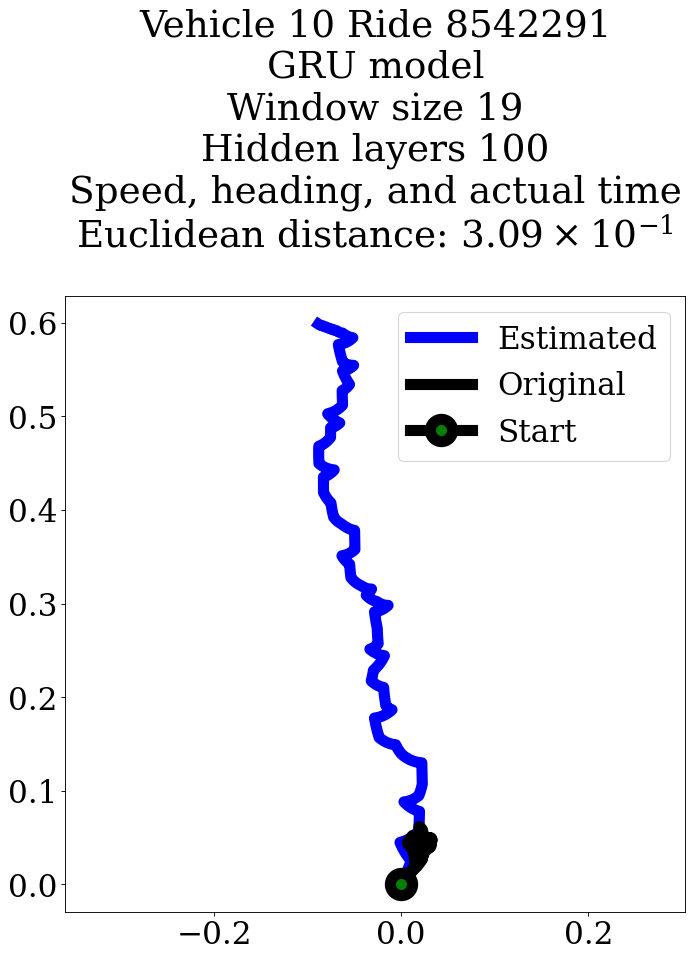 Vehicle 10 Ride 8542291
GRU model
Window size 19
Hidden layers 100
Speed, heading, and actual time
Euclidean distance: 3.09 × 10⁻¹
Estimated
Original
Start
0.6
0.5
0.4
0.3
0.2
0.1
0.0
−0.2 0.0 0.2